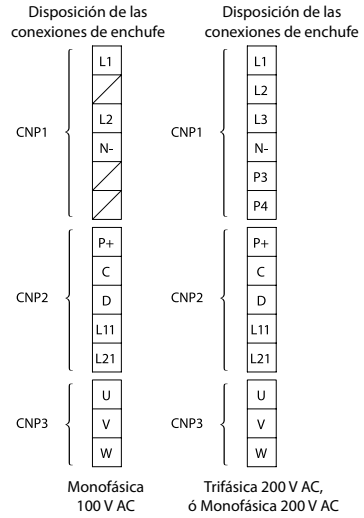 Disposición de las
conexiones de enchufe
CNP1
L1
L2
N-
CNP2
P+
C
D
L11
L21
CNP3
U
V
W
Monofásica
100 V AC
Disposición de las
conexiones de enchufe
CNP1
L1
L2
L3
N-
P3
P4
CNP2
P+
C
D
L11
L21
CNP3
U
V
W
Trifásica 200 V AC,
ó Monofásica 200 V AC